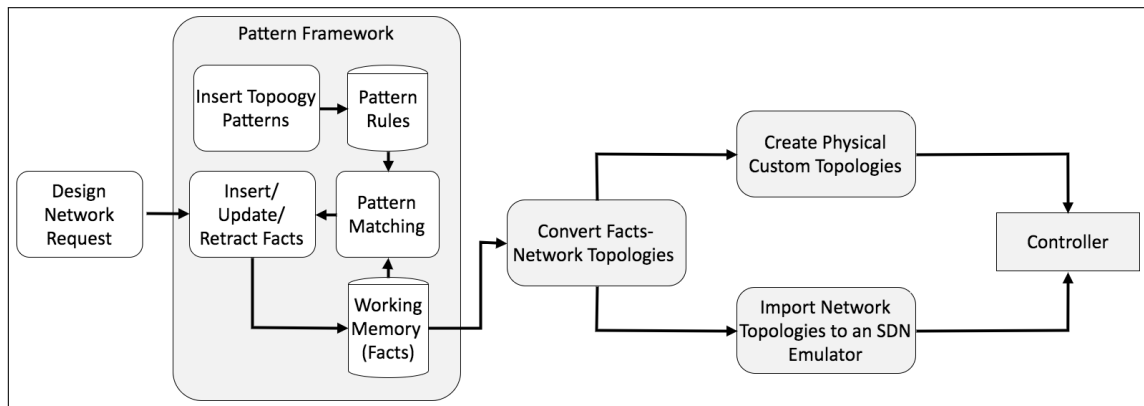 Pattern Framework
Insert Topoogy
Patterns
Pattern
Rules
Design
Network
Request
Insert/
Update/
Retract Facts
Pattern
Matching
Working
Memory
(Facts)
Convert Facts-
Network Topologies
Create Physical
Custom Topologies
Import Network
Topologies to an SDN
Emulator
Controller